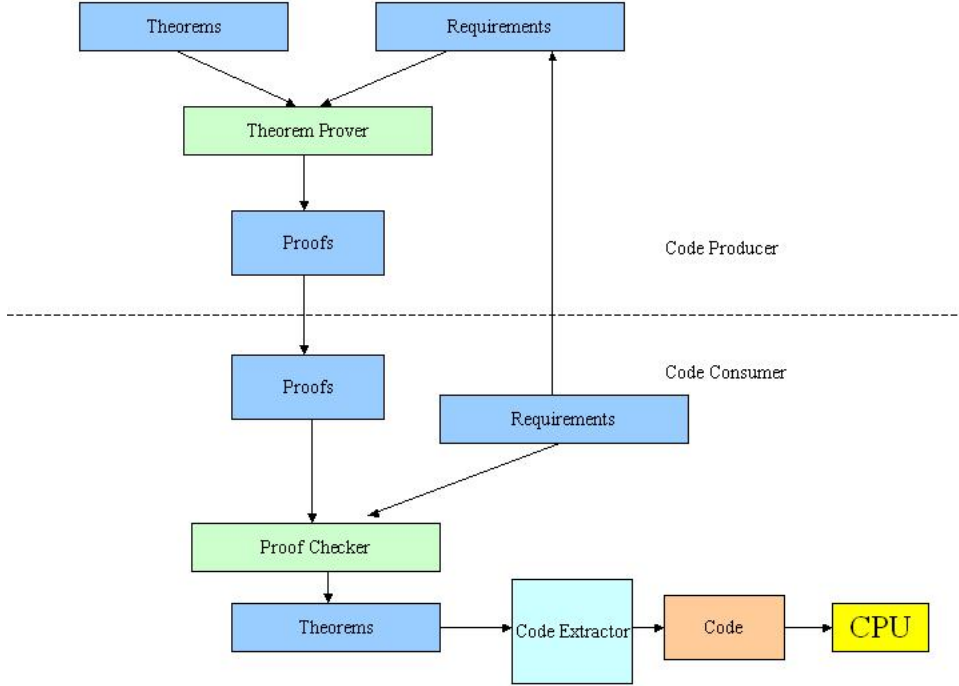 Theorems
Requirements
Theorem Prover
Proofs
Code Producer
Proofs
Code Consumer
Requirements
Proof Checker
Theorems
Code Extractor
Code
CPU